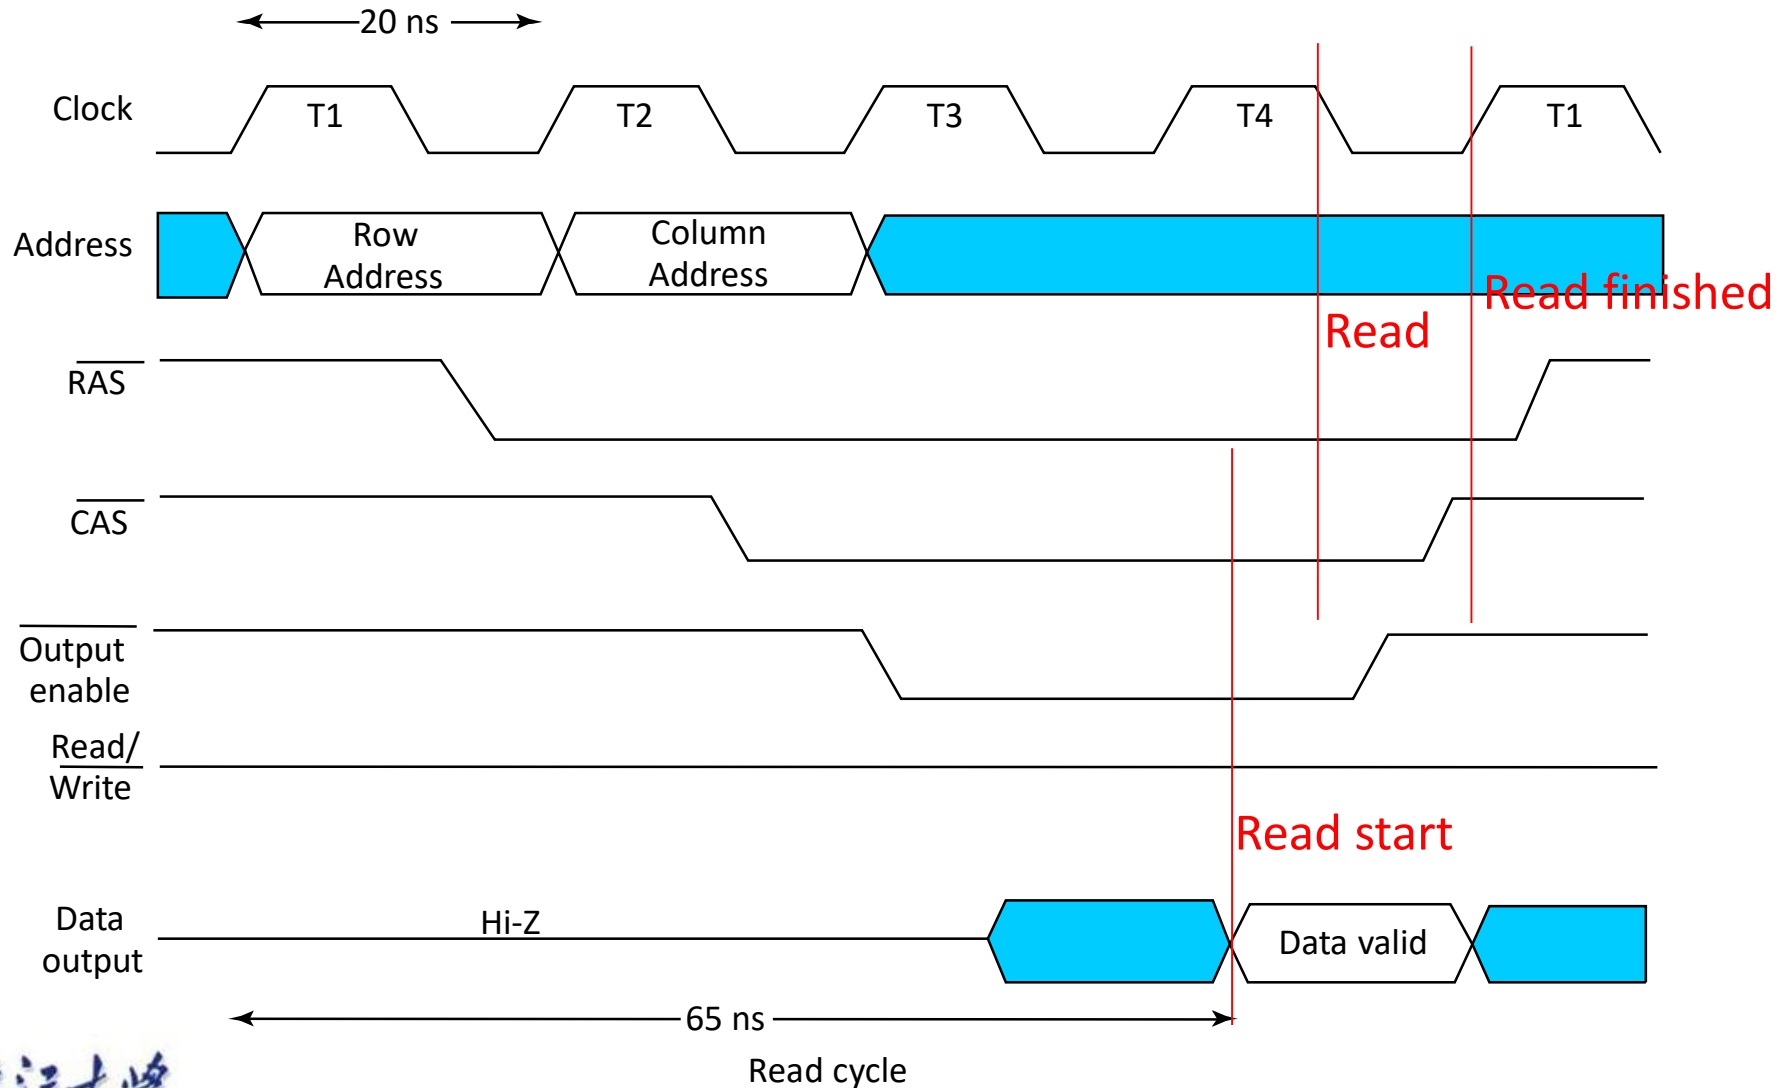 20 ns
Clock
T1
T2
T3
T4
T1
Address
Row
Address
Column
Address
Read finished
Read
RAS
CAS
Output
enable
Read/
Write
Read start
Data
output
Hi-Z
Data valid
65 ns
Read cycle